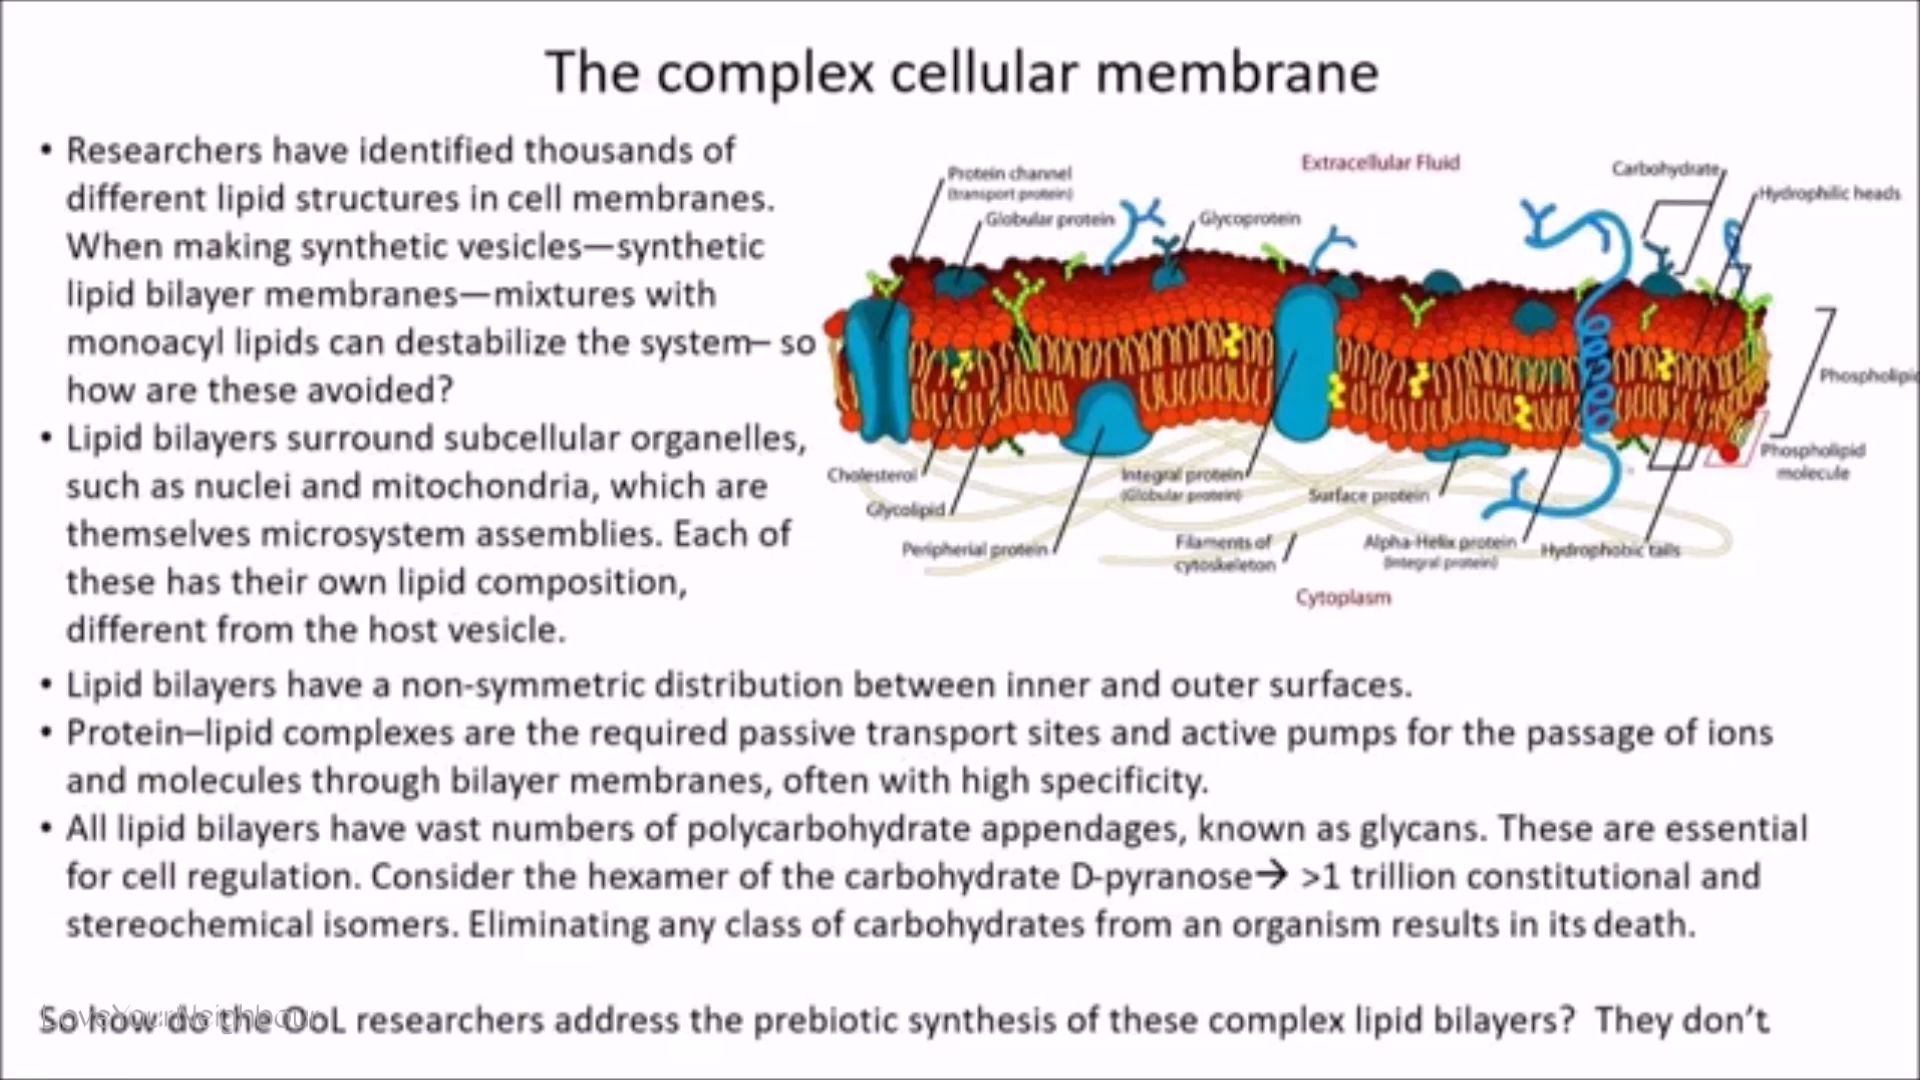 The complex cellular membrane
• Researchers have identified thousands of
different lipid structures in cell membranes.
When making synthetic vesicles—synthetic
lipid bilayer membranes—mixtures with
monoacyl lipids can destabilize the system– so
how are these avoided?
• Lipid bilayers surround subcellular organelles,
such as nuclei and mitochondria, which are
themselves microsystem assemblies. Each of
these has their own lipid composition,
different from the host vesicle.
Extracellular Fluid
Protein channel
(transport protein)
Globular protein
Glycoprotein
Carbohydrate
Hydrophilic heads
Phospholipid
molecule
Cholesterol
Glycolipid
Peripherial protein
Integral protein
(Globular protein)
Filaments of
cytoskeleton
Surface protein
Alpha-Helix protein
(Integral protein)
Hydrophobic tails
Cytoplasm
• Lipid bilayers have a non-symmetric distribution between inner and outer surfaces.
• Protein–lipid complexes are the required passive transport sites and active pumps for the passage of ions
and molecules through bilayer membranes, often with high specificity.
• All lipid bilayers have vast numbers of polycarbohydrate appendages, known as glycans. These are essential
for cell regulation. Consider the hexamer of the carbohydrate D-pyranose→ >1 trillion constitutional and
stereochemical isomers. Eliminating any class of carbohydrates from an organism results in its death.
So how do the OoL researchers address the prebiotic synthesis of these complex lipid bilayers? They don't